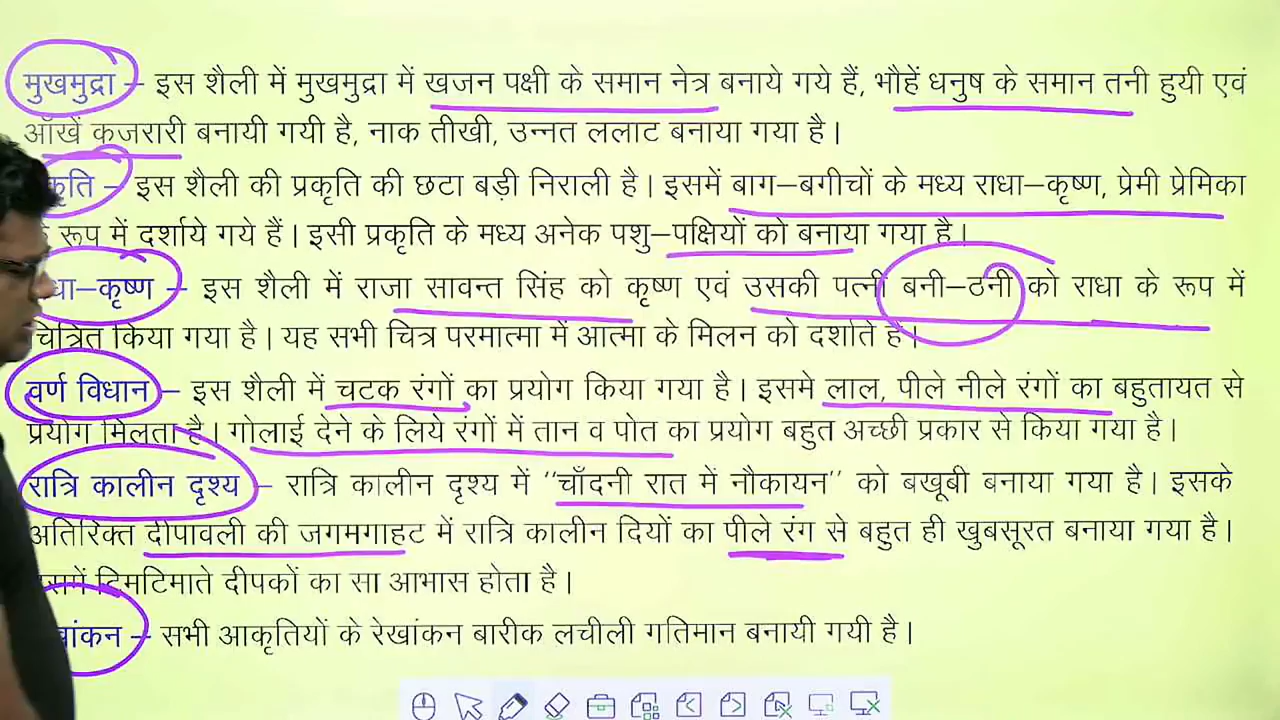 मुखमुद्रा – इस शैली में मुखमुद्रा में खजन पक्षी के समान नेत्र बनाये गये हैं, भौहें धनुष के समान तनी हुयी एवं
आँखें कजरारी बनायी गयी है, नाक तीखी, उन्नत ललाट बनाया गया है।
कृति – इस शैली की प्रकृति की छटा बड़ी निराली है। इसमें बाग–बगीचों के मध्य राधा–कृष्ण, प्रेमी प्रेमिका
रूप में दर्शाये गये हैं। इसी प्रकृति के मध्य अनेक पशु–पक्षियों को बनाया गया है।
धा–कृष्ण – इस शैली में राजा सावन्त सिंह को कृष्ण एवं उसकी पत्नी बनी–ठनी को राधा के रूप में
चित्रित किया गया है। यह सभी चित्र परमात्मा में आत्मा के मिलन को दर्शाते हैं।
वर्ण विधान – इस शैली में चटक रंगों का प्रयोग किया गया है। इसमे लाल, पीले नीले रंगों का बहुतायत से
प्रयोग मिलता है। गोलाई देने के लिये रंगों में तान व पोत का प्रयोग बहुत अच्छी प्रकार से किया गया है।
रात्रि कालीन दृश्य – रात्रि कालीन दृश्य में ''चाँदनी रात में नौकायन'' को बखूबी बनाया गया है। इसके
अतिरिक्त दीपावली की जगमगाहट में रात्रि कालीन दियों का पीले रंग से बहुत ही खुबसूरत बनाया गया है।
समें टिमटिमाते दीपकों का सा आभास होता है।
खांकन – सभी आकृतियों के रेखांकन बारीक लचीली गतिमान बनायी गयी है।